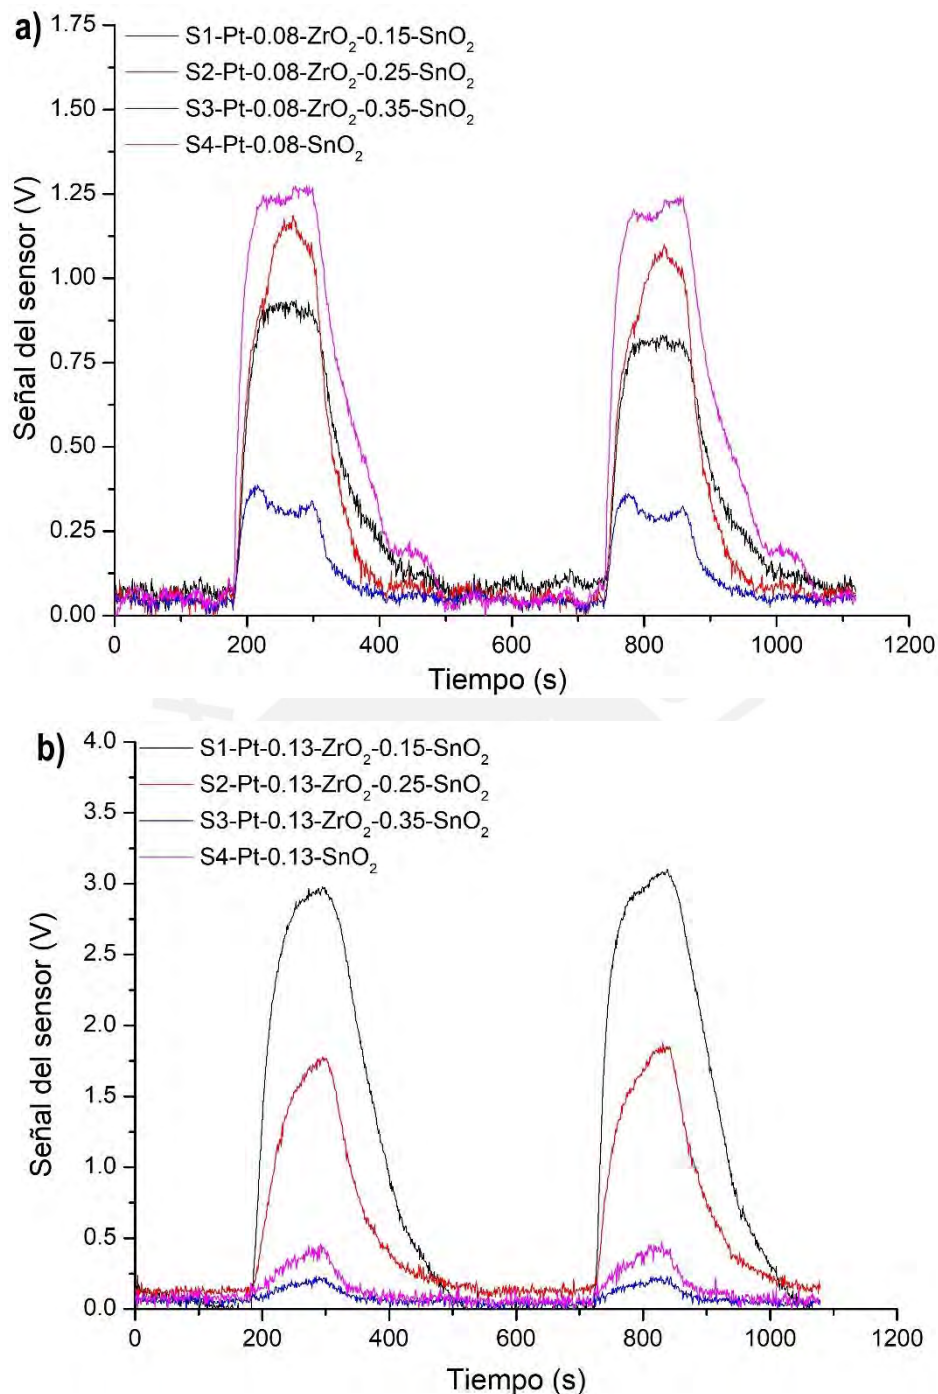 a)
1.75
1.50
1.25
1.00
0.75
0.50
0.25
0.00
Señal del sensor (V)
S1-Pt-0.08-ZrO₂-0.15-SnO₂
S2-Pt-0.08-ZrO₂-0.25-SnO₂
S3-Pt-0.08-ZrO₂-0.35-SnO₂
S4-Pt-0.08-SnO₂
0 200 400 600 800 1000 1200
Tiempo (s)
b)
4.0
3.5
3.0
2.5
2.0
1.5
1.0
0.5
0.0
Señal del sensor (V)
S1-Pt-0.13-ZrO₂-0.15-SnO₂
S2-Pt-0.13-ZrO₂-0.25-SnO₂
S3-Pt-0.13-ZrO₂-0.35-SnO₂
S4-Pt-0.13-SnO₂
0 200 400 600 800 1000 1200
Tiempo (s)